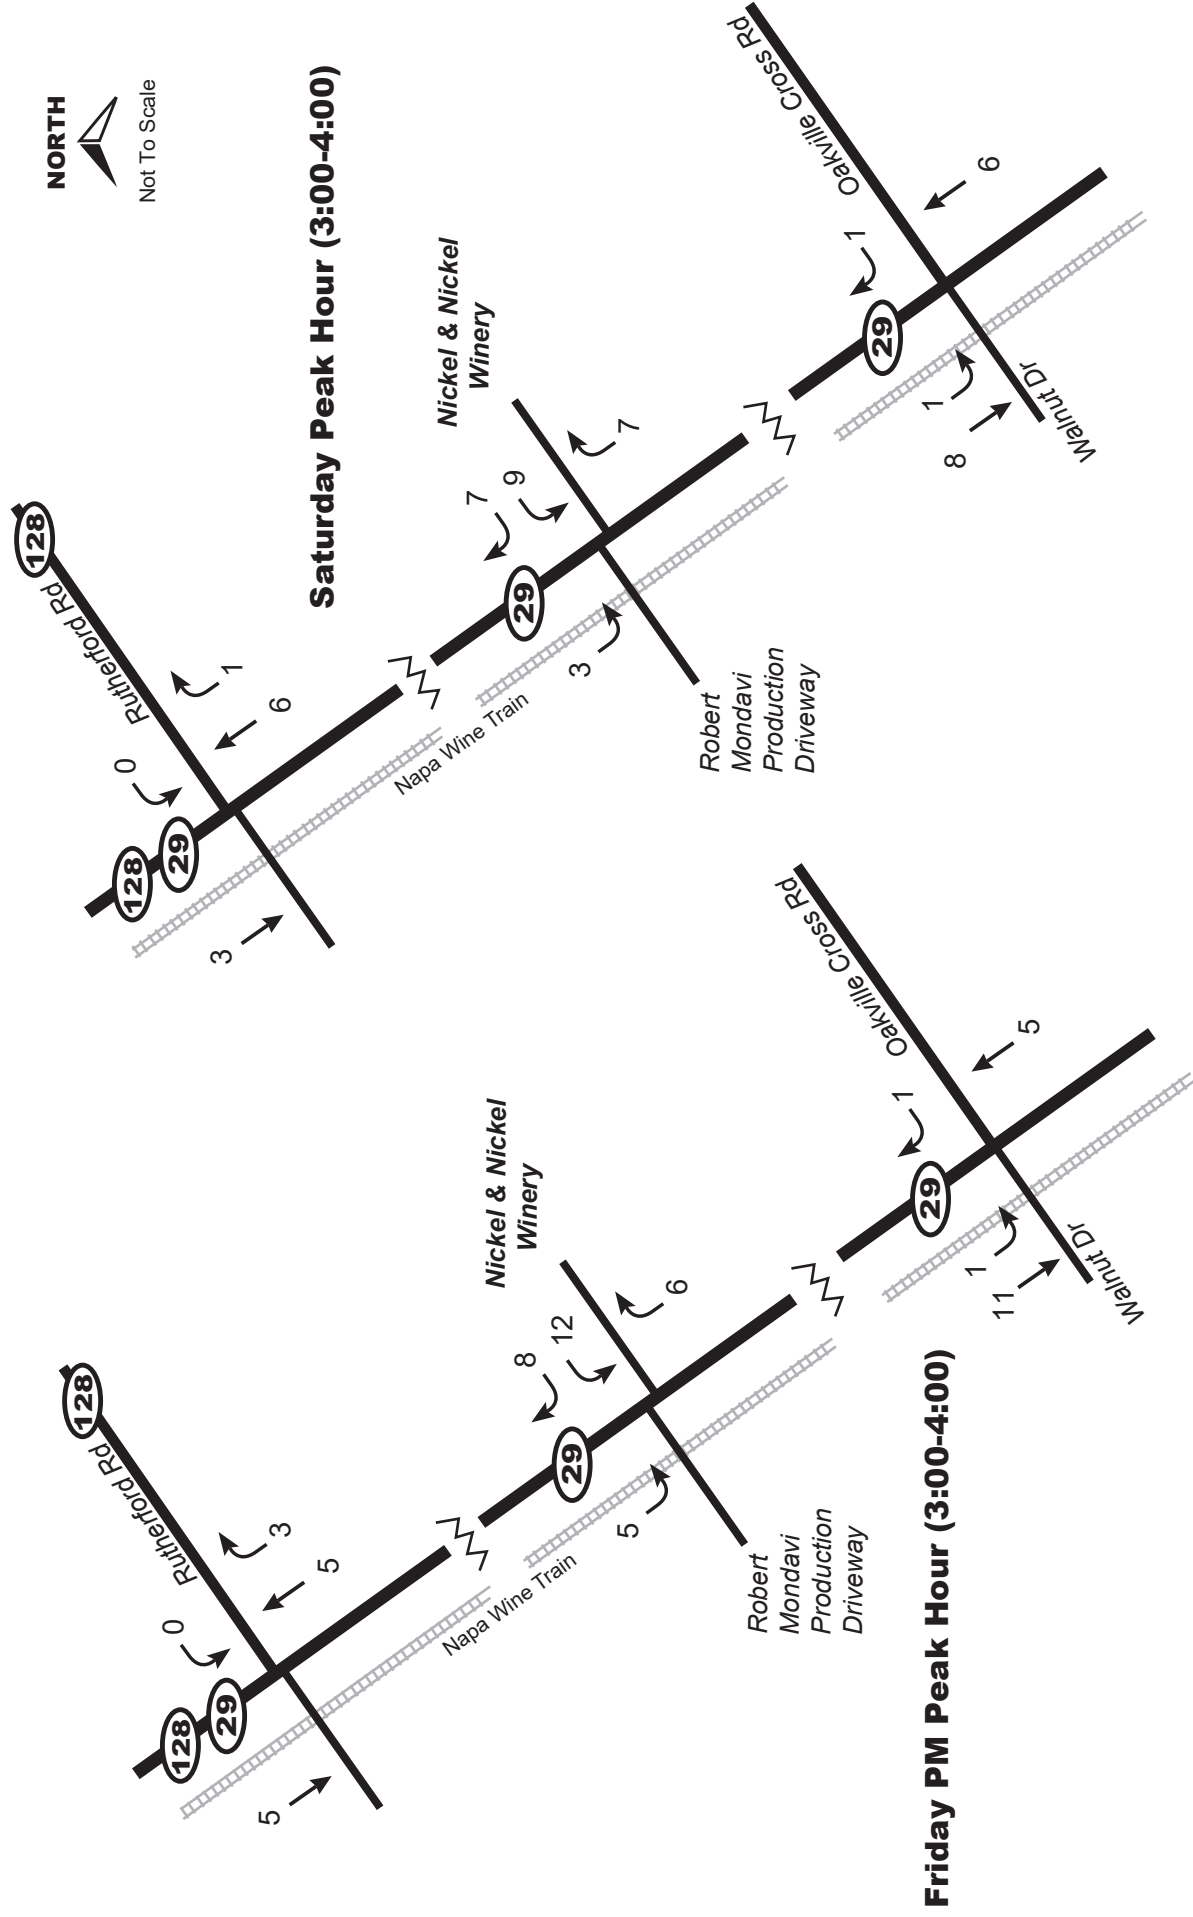 NORTH
Not To Scale
Friday PM Peak Hour (3:00-4:00)
128
29
128
Rutherford Rd
0
3
5
5
Napa Wine Train
Nickel & Nickel
Winery
29
8
12
6
5
Robert
Mondavi
Production
Driveway
29
Oakville Cross Rd
1
5
1
11
Walnut Dr
Saturday Peak Hour (3:00-4:00)
128
29
128
Rutherford Rd
0
1
6
3
Napa Wine Train
Nickel & Nickel
Winery
29
7
9
7
3
Robert
Mondavi
Production
Driveway
29
Oakville Cross Rd
1
6
1
8
Walnut Dr